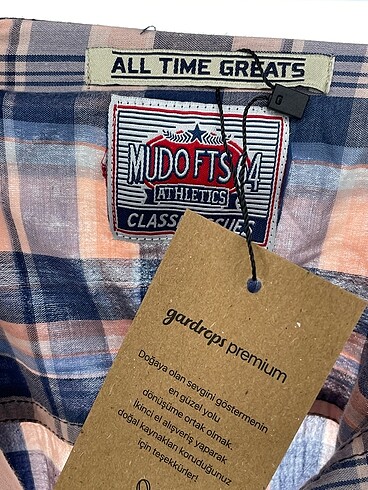 ALL TIME GREATS
MUDO FTS 64
ATHLETICS
gardrops premium
Doğaya olan sevgini göstermenin
en güzel yolu
dönüşüme ortak olmak.
İkinci el alışveriş yaparak
doğal kaynakları koruduğunuz
için teşekkürler!